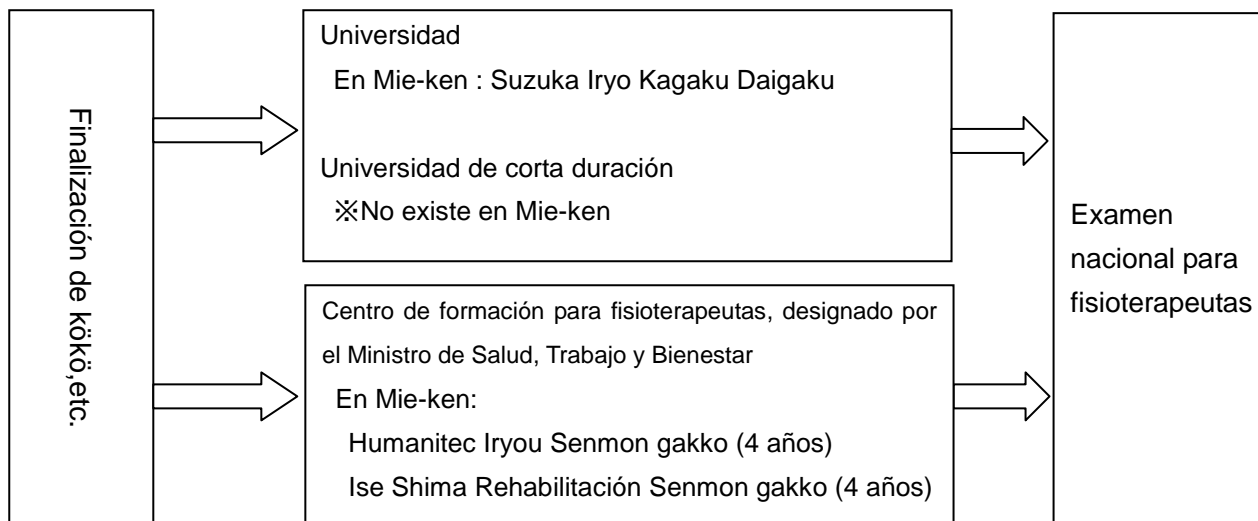 Finalización de kökö,etc.
Universidad
En Mie-ken : Suzuka Iryo Kagaku Daigaku
Universidad de corta duración
※No existe en Mie-ken
Centro de formación para fisioterapeutas, designado por
el Ministro de Salud, Trabajo y Bienestar
En Mie-ken:
Humanitec Iryou Senmon gakko (4 años)
Ise Shima Rehabilitación Senmon gakko (4 años)
Examen
nacional para
fisioterapeutas